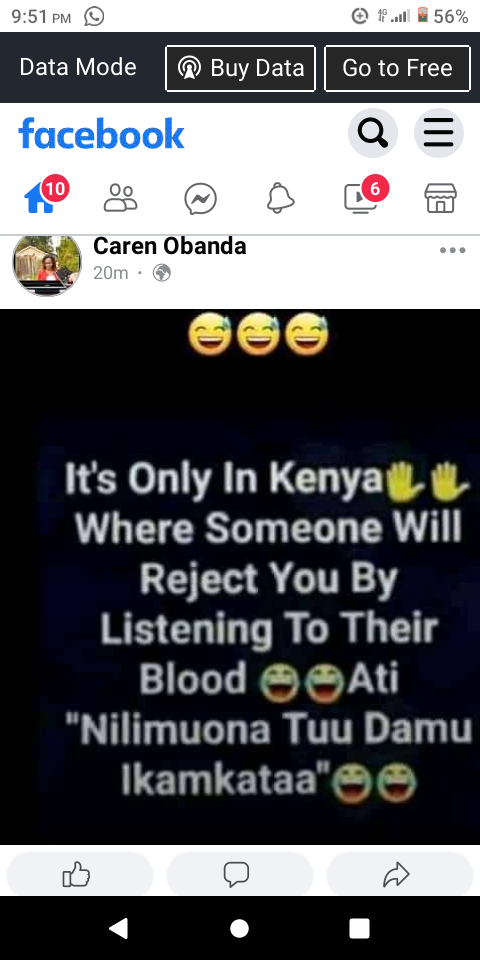 9:51 PM 4G 56%
Data Mode Buy Data Go to Free
facebook
10 6
Caren Obanda
20m ·
😅😅😅
It's Only In Kenya🤚🤚
Where Someone Will
Reject You By
Listening To Their
Blood 😂😂Ati
"Nilimuona Tuu Damu
Ikamkataa"😂😂